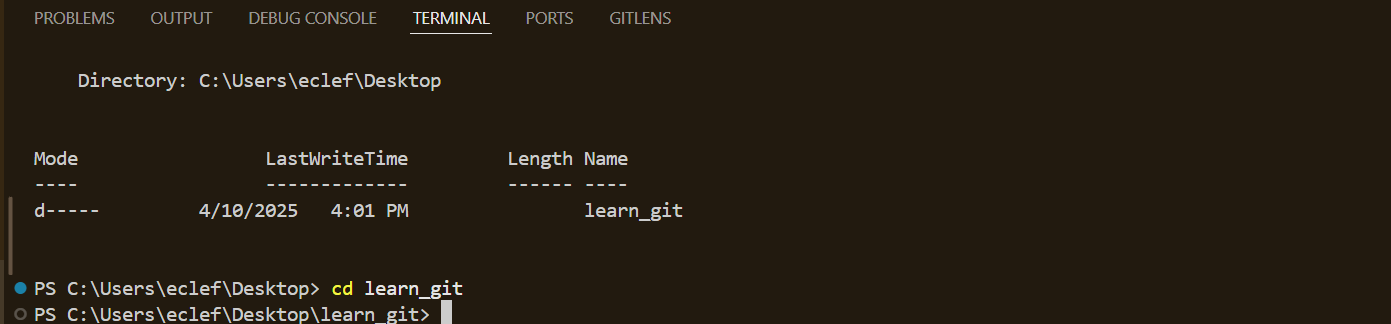 PROBLEMS OUTPUT DEBUG CONSOLE TERMINAL PORTS GITLENS
Directory: C:\Users\eclef\Desktop
Mode LastWriteTime Length Name
---- ------------- ------ ----
d----- 4/10/2025 4:01 PM learn_git
PS C:\Users\eclef\Desktop> cd learn_git
PS C:\Users\eclef\Desktop\learn_git>